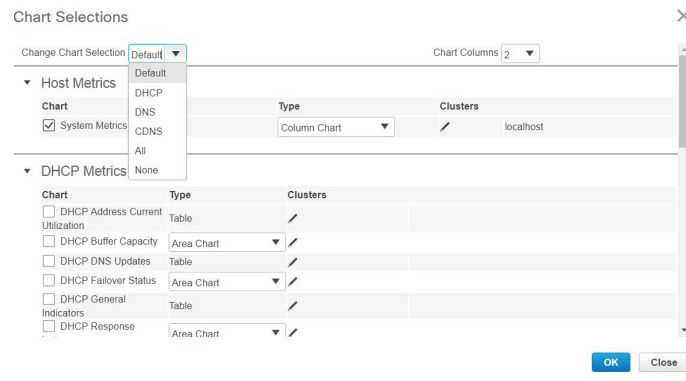 Chart Selections
Change Chart Selection Default
Chart Columns 2
Default
DHCP
DNS
CDNS
All
None
Host Metrics
Chart Type Clusters
System Metrics Column Chart localhost
DHCP Metrics
Chart Type Clusters
DHCP Address Current
Utilization
Table
DHCP Buffer Capacity Area Chart
DHCP DNS Updates Table
DHCP Failover Status Area Chart
DHCP General
Indicators
Table
DHCP Response
Area Chart
OK Close